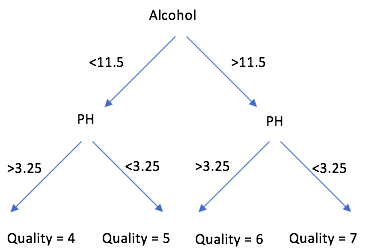 Alcohol
<11.5 >11.5
PH PH
>3.25 <3.25 >3.25 <3.25
Quality = 4 Quality = 5 Quality = 6 Quality = 7